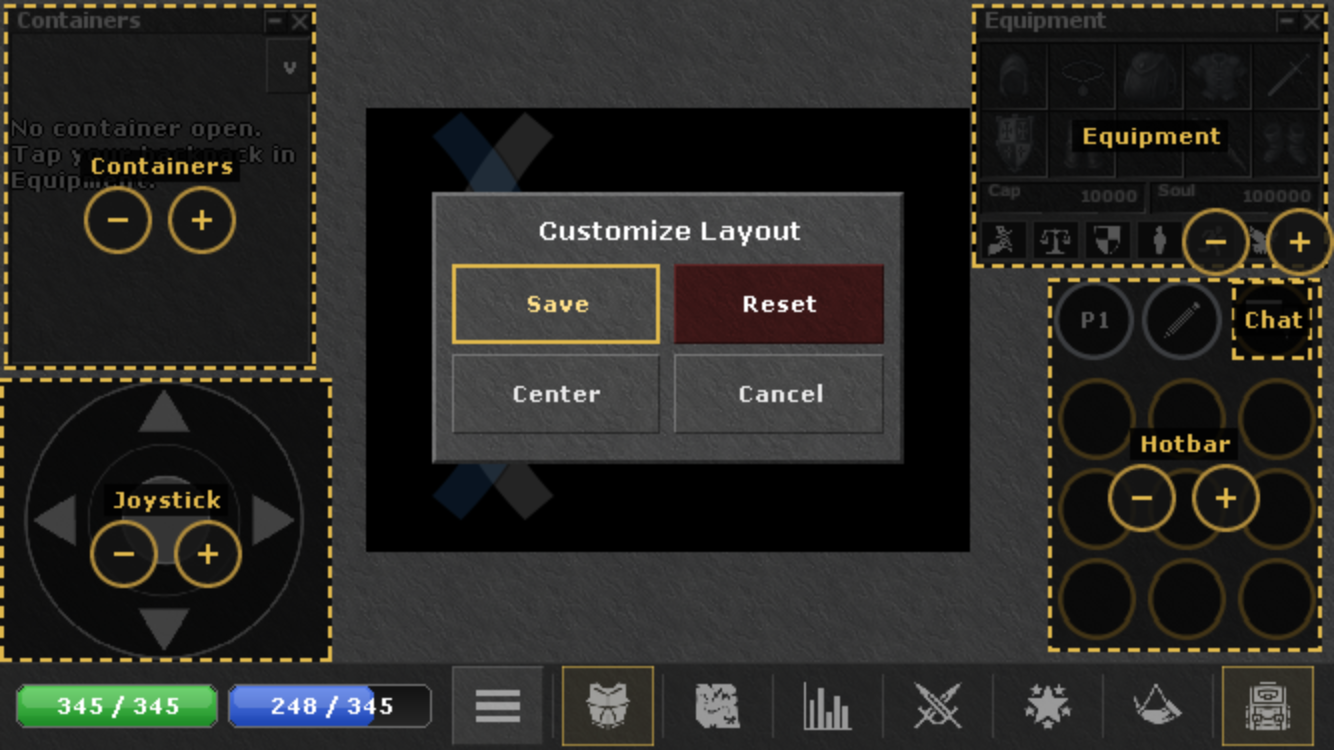 Containers
v
No container open.
Tap your backpack in
Equipment.
Containers
− +
Joystick
− +
Customize Layout
Save Reset
Center Cancel
Equipment
Equipment
Cap 10000 Soul 100000
− +
P1 Chat
Hotbar
− +
345 / 345 248 / 345